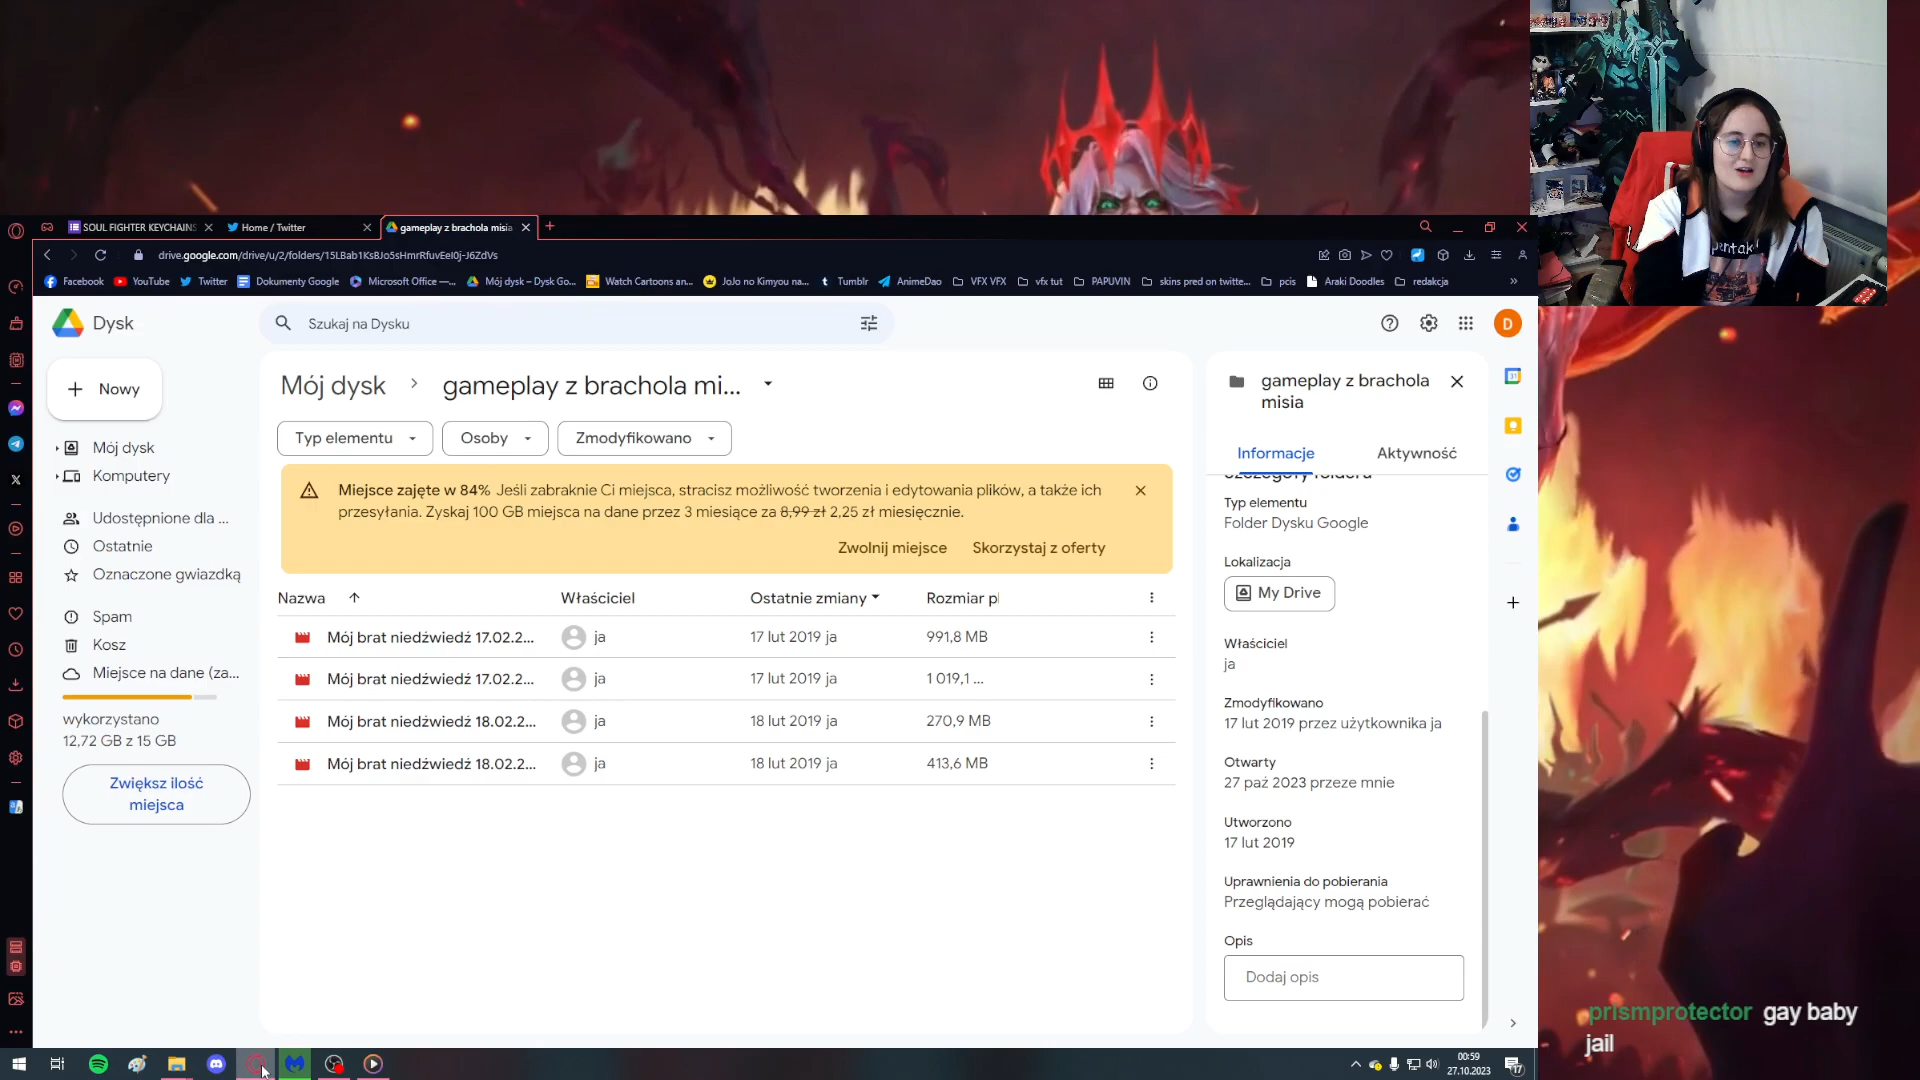 SOUL FIGHTER KEYCHAINS
Home / Twitter
gameplay z brachola misia
drive.google.com/drive/u/2/folders/15LBab1KsBJo5sHmrRfuvEeI0j-J6ZdVs
Facebook
YouTube
Twitter
Dokumenty Google
Microsoft Office —...
Mój dysk – Dysk Go...
Watch Cartoons an...
JoJo no Kimyou na...
Tumblr
AnimeDao
VFX VFX
vfx tut
PAPUVIN
skins pred on twitte...
pcis
Araki Doodles
redakcja
Dysk
Szukaj na Dysku
D
Nowy
Mój dysk
Komputery
Udostępnione dla ...
Ostatnie
Oznaczone gwiazdką
Spam
Kosz
Miejsce na dane (za...
wykorzystano
12,72 GB z 15 GB
Zwiększ ilość
miejsca
Mój dysk
gameplay z brachola mi...
Typ elementu
Osoby
Zmodyfikowano
Miejsce zajęte w 84% Jeśli zabraknie Ci miejsca, stracisz możliwość tworzenia i edytowania plików, a także ich
przesyłania. Zyskaj 100 GB miejsca na dane przez 3 miesiące za 8,99 zł 2,25 zł miesięcznie.
Zwolnij miejsce
Skorzystaj z oferty
Nazwa
Właściciel
Ostatnie zmiany
Rozmiar pl
Mój brat niedźwiedź 17.02.2... ja 17 lut 2019 ja 991,8 MB
Mój brat niedźwiedź 17.02.2... ja 17 lut 2019 ja 1 019,1 ...
Mój brat niedźwiedź 18.02.2... ja 18 lut 2019 ja 270,9 MB
Mój brat niedźwiedź 18.02.2... ja 18 lut 2019 ja 413,6 MB
gameplay z brachola
misia
Informacje
Aktywność
Szczegóły folderu
Typ elementu
Folder Dysku Google
Lokalizacja
My Drive
Właściciel
ja
Zmodyfikowano
17 lut 2019 przez użytkownika ja
Otwarty
27 paź 2023 przeze mnie
Utworzono
17 lut 2019
Uprawnienia do pobierania
Przeglądający mogą pobierać
Opis
Dodaj opis
31
prismprotector gay baby
jail
00:59
27.10.2023
17